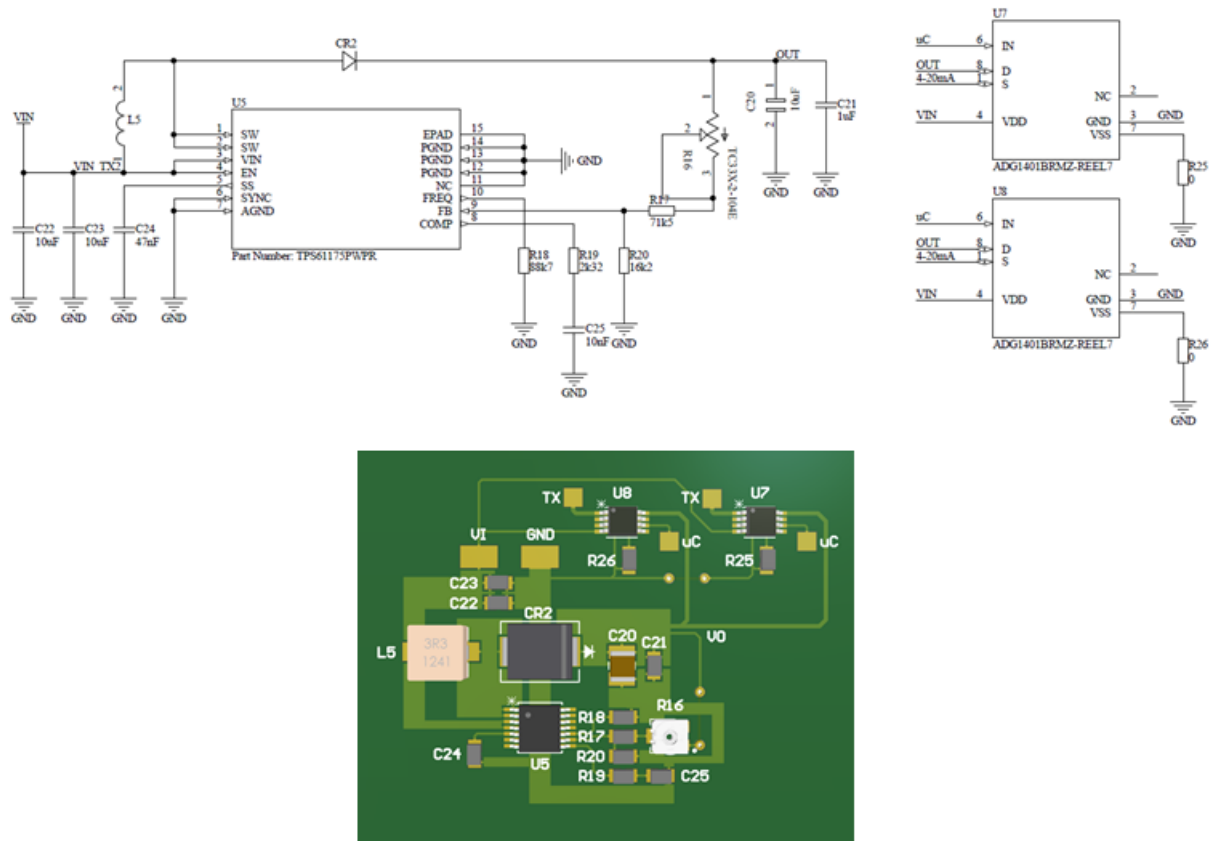 CR2
OUT
2
L5
1
VIN
VIN TX2
U5
1 SW
2 SW
3 VIN
4 EN
5 SS
6 SYNC
7 AGND
EPAD 15
PGND 14
PGND 13
PGND 12
NC 11
FREQ 10
FB 9
COMP 8
Part Number: TPS61175PWPR
GND
1
2
3
R16
TC33X-2-104E
R17
71k5
C20
10uF
1
2
C21
1uF
GND
GND
C22
10nF
C23
10nF
C24
47nF
GND
GND
GND
GND
R18
88k7
R19
2k32
R20
16k2
C25
10nF
GND
GND
GND
U7
uC 6 IN
OUT 8 D
4-20mA 1 S
VIN 4 VDD
NC 2
GND 3 GND
VSS 7
ADG1401BRMZ-REEL7
R25
0
GND
U8
uC 6 IN
OUT 8 D
4-20mA 1 S
VIN 4 VDD
NC 2
GND 3 GND
VSS 7
ADG1401BRMZ-REEL7
R26
0
GND
TX
U8
TX
U7
VI
GND
uC
uC
R26
R25
C23
C22
CR2
C20
C21
VO
L5
3R3
1241
R16
R18
R17
R20
R19
C24
U5
C25